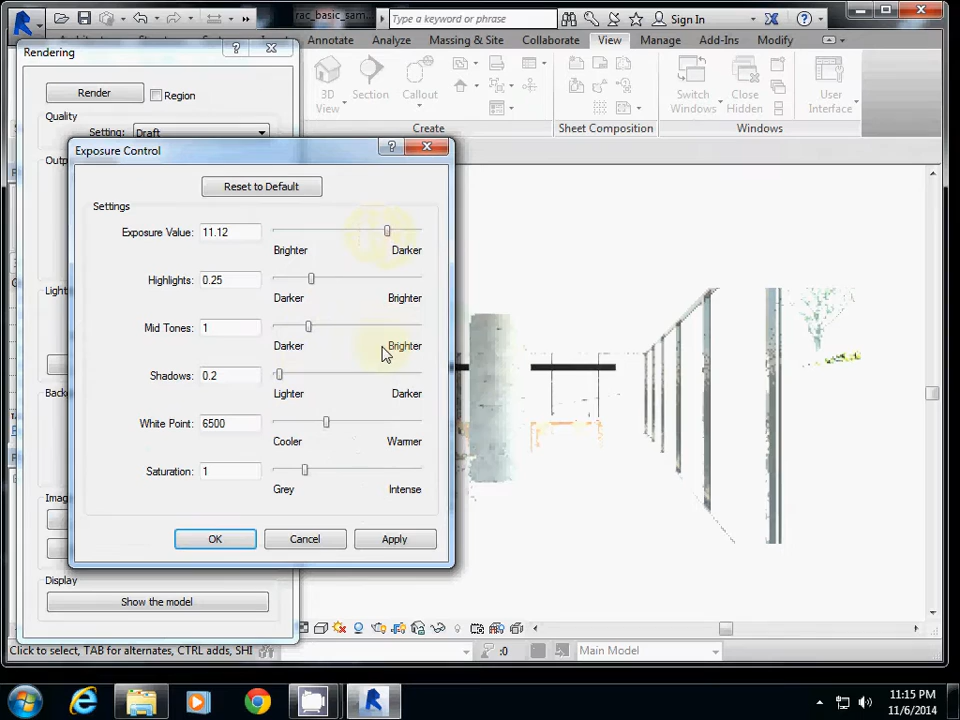 rac_basic_sam...
Type a keyword or phrase
Sign In
Rendering
Annotate
Analyze
Massing & Site
Collaborate
View
Manage
Add-Ins
Modify
Render
Region
Quality
Setting:
Draft
3D
View
Section
Callout
Switch
Windows
Close
Hidden
User
Interface
Create
Sheet Composition
Windows
Exposure Control
Reset to Default
Settings
Exposure Value:
11.12
Brighter
Darker
Highlights:
0.25
Darker
Brighter
Mid Tones:
1
Darker
Brighter
Shadows:
0.2
Lighter
Darker
White Point:
6500
Cooler
Warmer
Saturation:
1
Grey
Intense
OK
Cancel
Apply
Outp
Light
Back
Imag
Display
Show the model
Click to select, TAB for alternates, CTRL adds, SHI
:0
Main Model
11:15 PM
11/6/2014